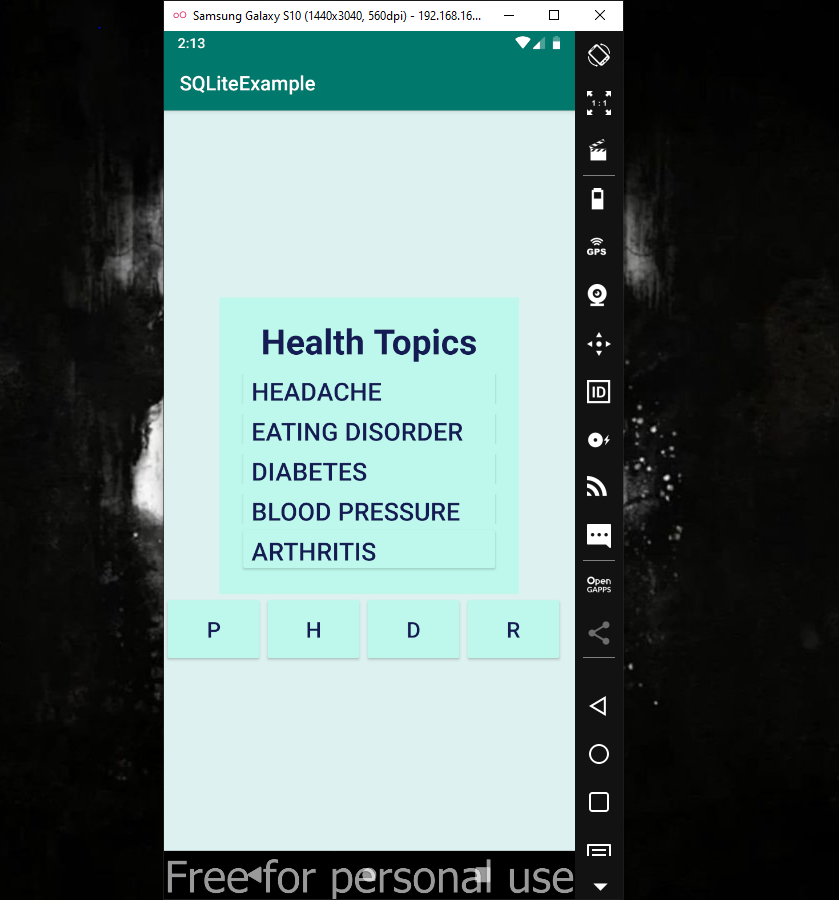 Samsung Galaxy S10 (1440x3040, 560dpi) - 192.168.16...
2:13
SQLiteExample
1:1
GPS
Health Topics
HEADACHE
EATING DISORDER
ID
DIABETES
BLOOD PRESSURE
ARTHRITIS
Open
GAPPS
P H D R
Free for personal use